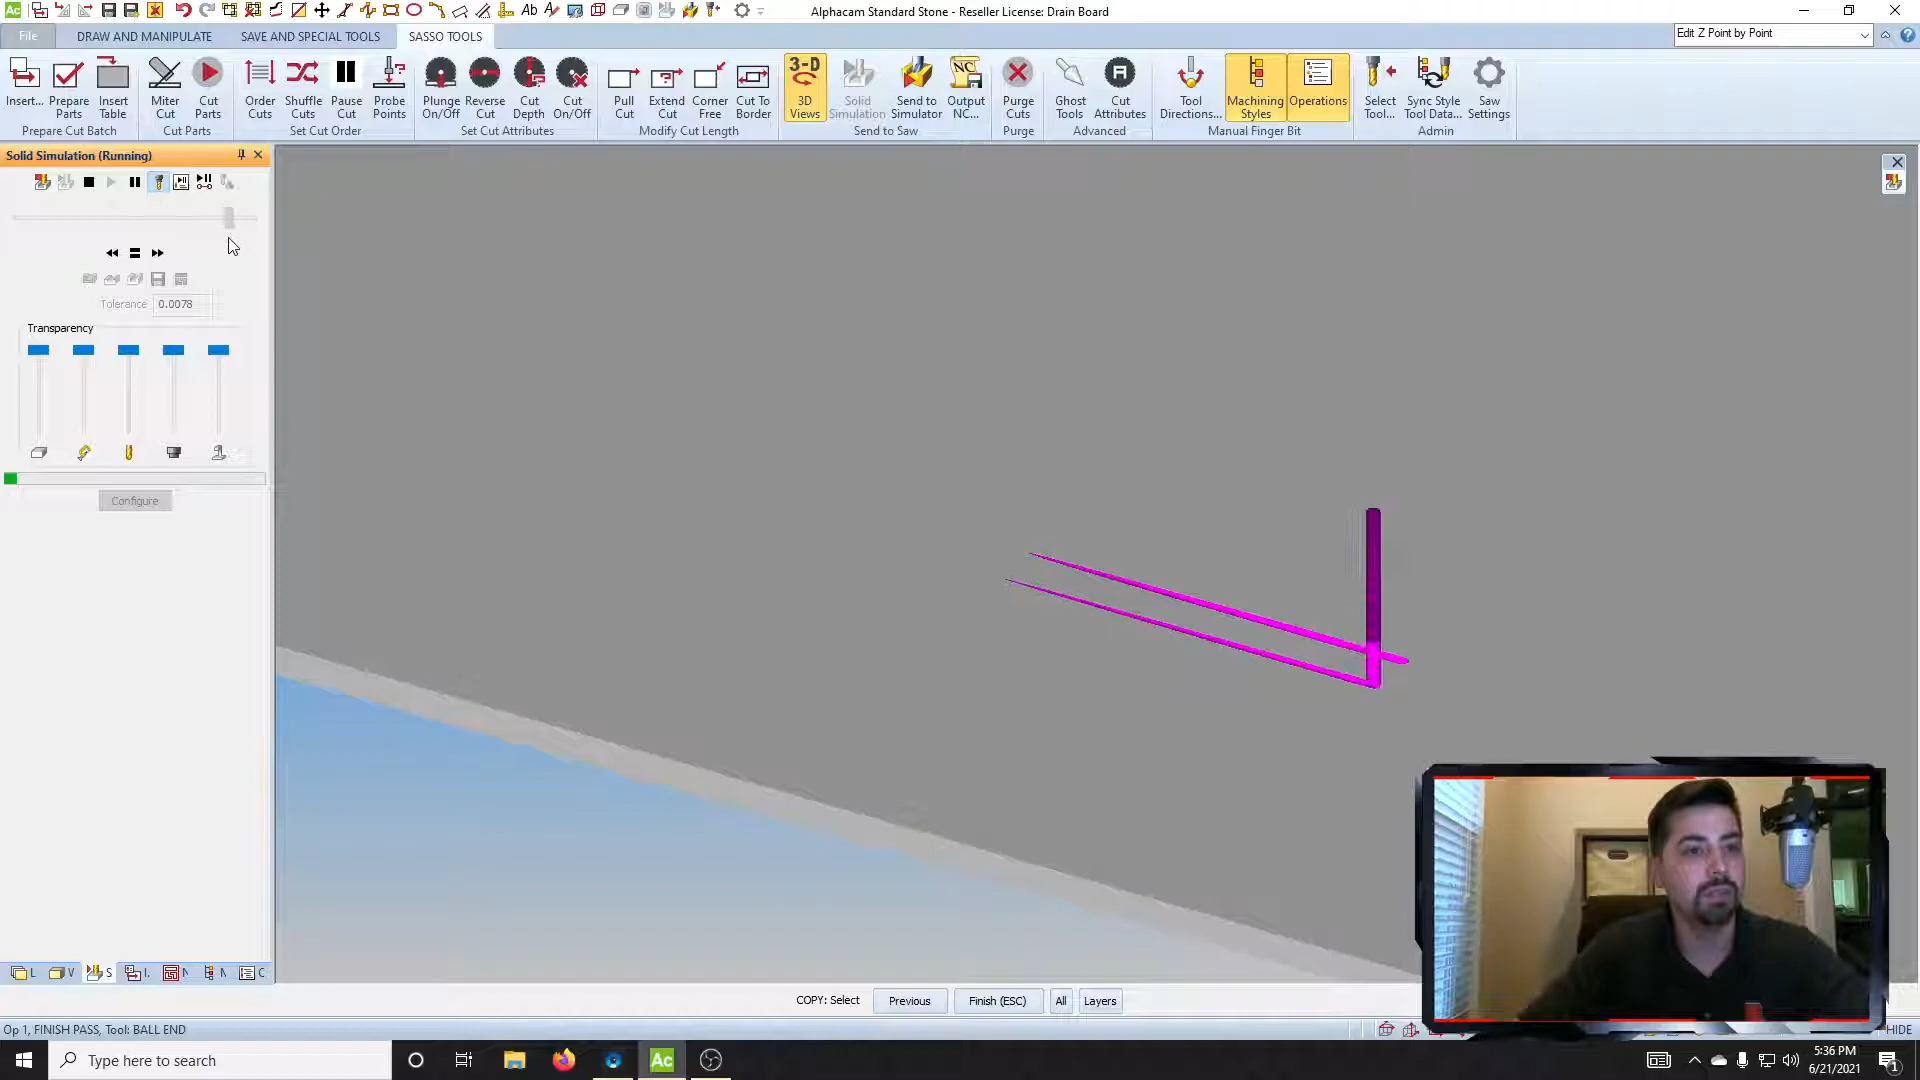 Ac
Ab
Alphacam Standard Stone - Reseller License: Drain Board
File
DRAW AND MANIPULATE
SAVE AND SPECIAL TOOLS
SASSO TOOLS
Edit Z Point by Point
Insert...
Prepare Parts
Insert Table
Miter Cut
Cut Parts
Order Cuts
Shuffle Cuts
Pause Cut
Probe Points
Plunge On/Off
Reverse Cut
Cut Depth
Cut On/Off
Pull Cut
Extend Cut
Corner Free
Cut To Border
3-D
3D Views
Solid Simulation
Send to Simulator
NC
Output NC...
Purge Cuts
Ghost Tools
Cut Attributes
Tool Directions...
Machining Styles
Operations
Select Tool...
Sync Style Tool Data...
Saw Settings
Prepare Cut Batch
Cut Parts
Set Cut Order
Set Cut Attributes
Modify Cut Length
Send to Saw
Purge
Advanced
Manual Finger Bit
Admin
Solid Simulation (Running)
Tolerance 0.0078
Transparency
Configure
L V S I. N M C
COPY: Select
Previous
Finish (ESC)
All
Layers
Op 1, FINISH PASS, Tool: BALL END
HIDE
Type here to search
Ac
5:36 PM
6/21/2021
1